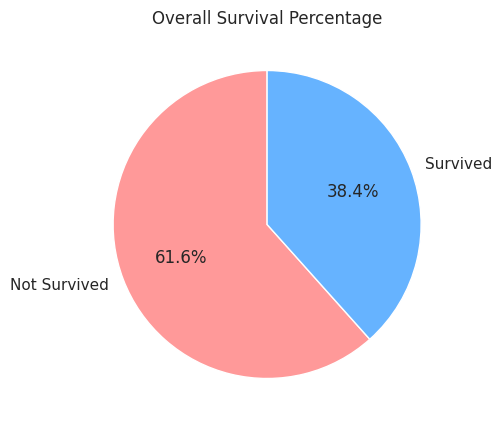 Overall Survival Percentage
Survived
38.4%
61.6%
Not Survived